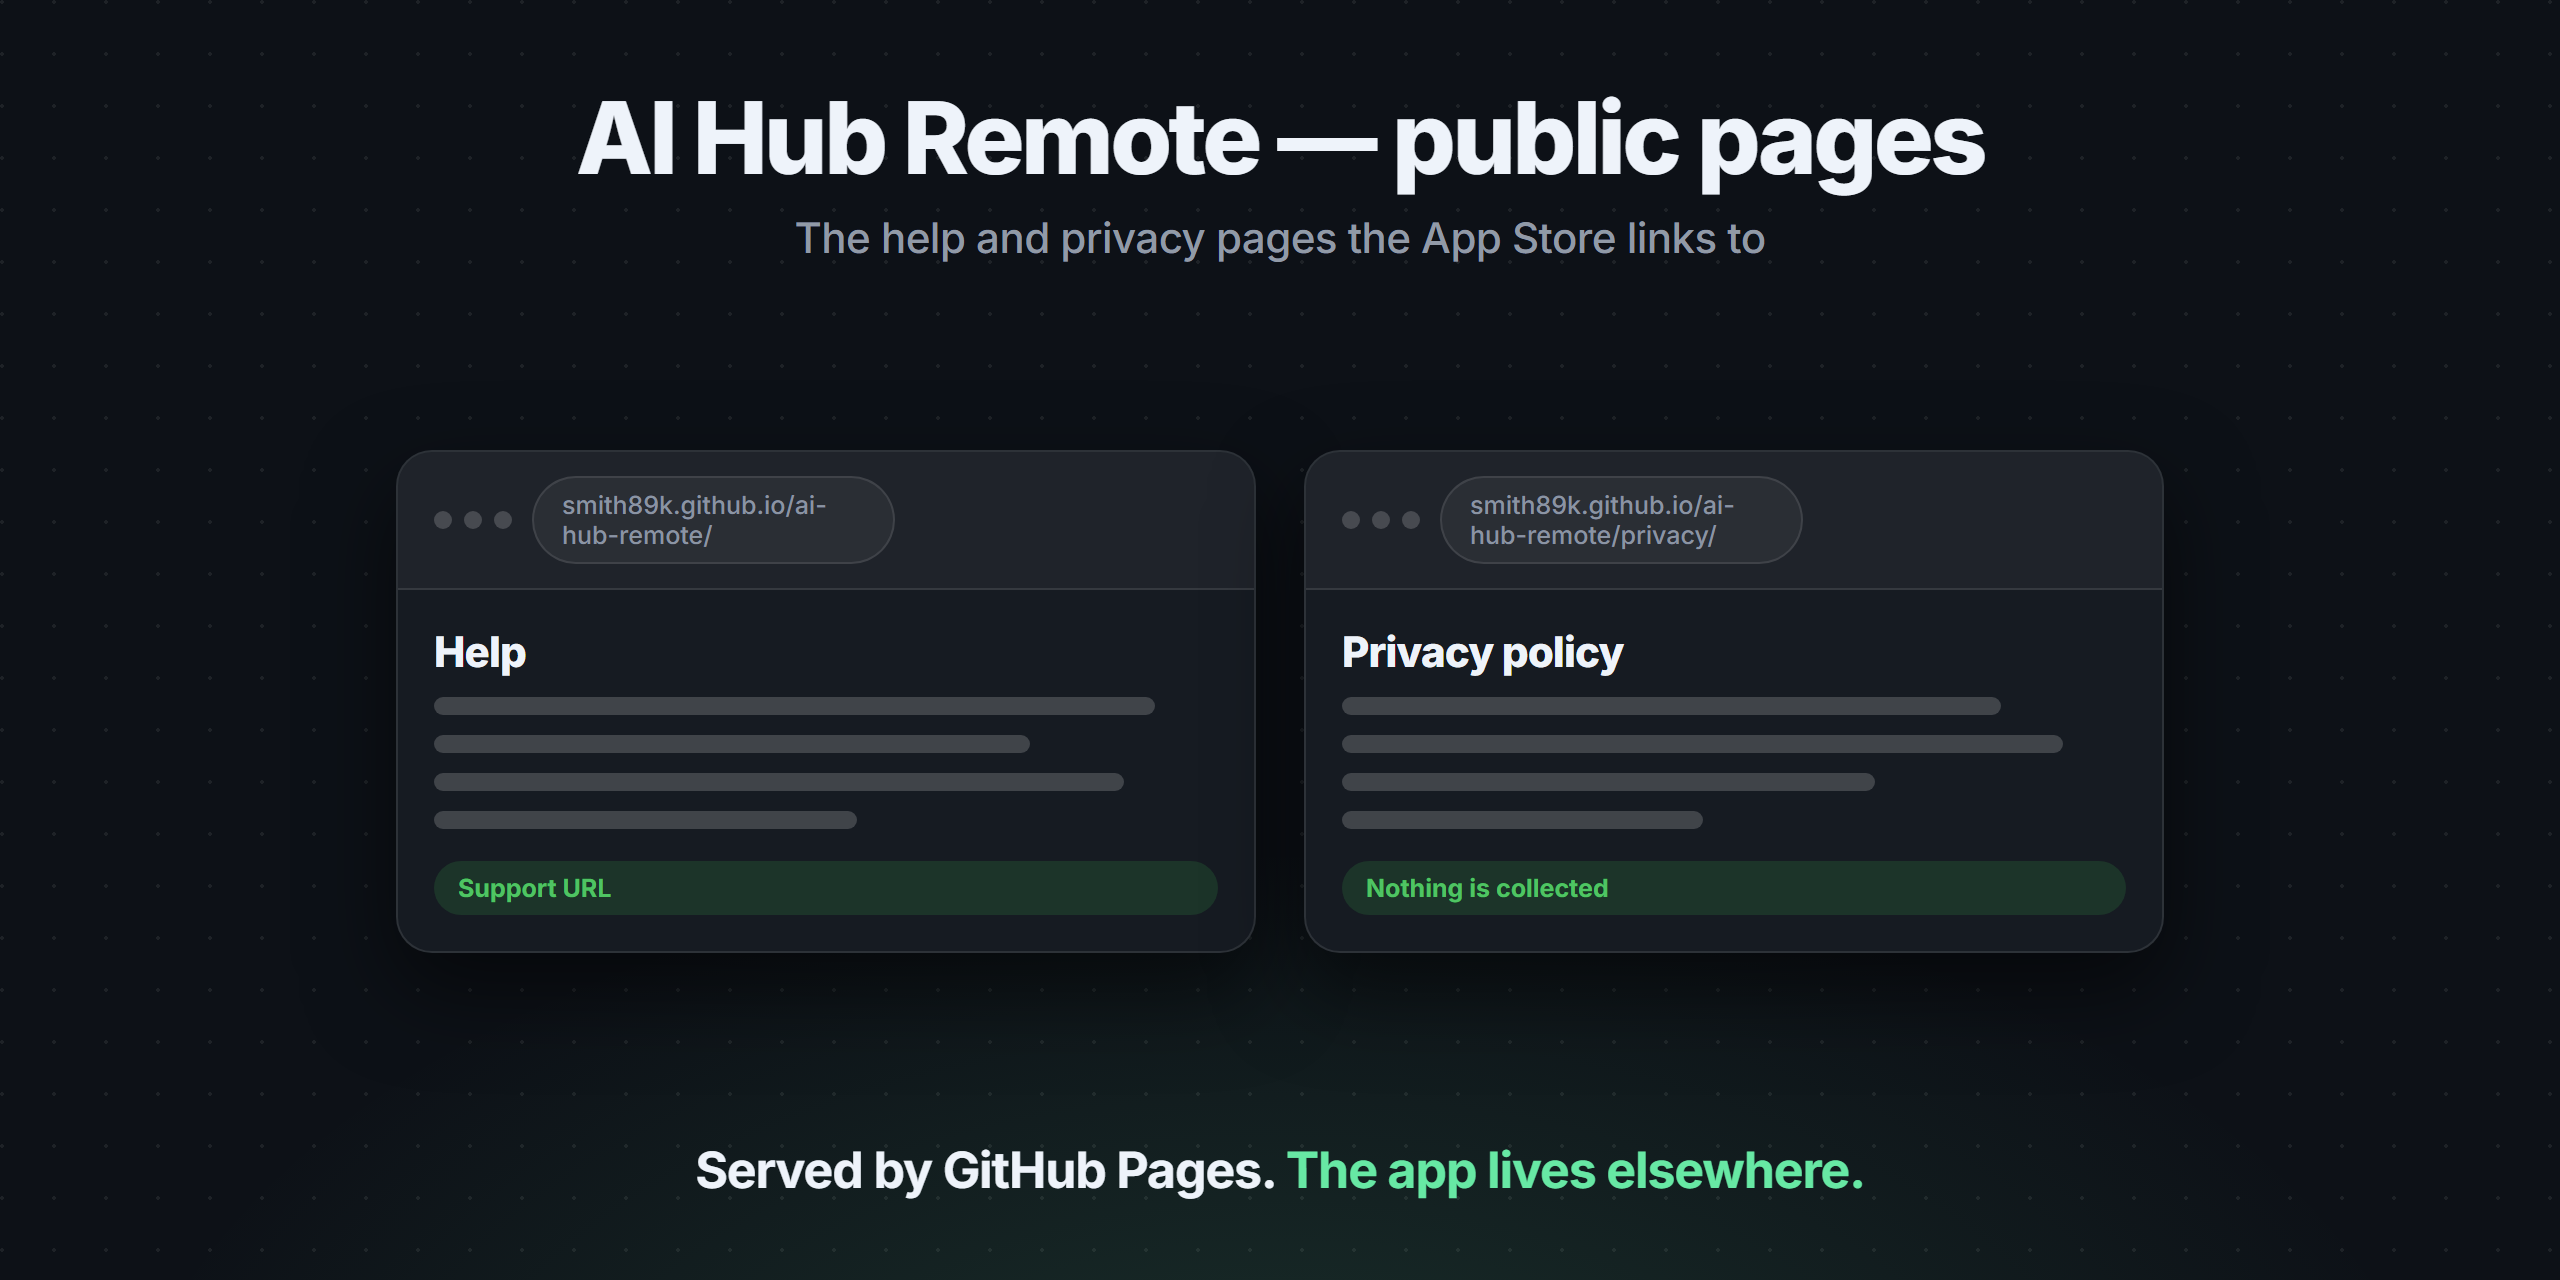 AI Hub Remote — public pages
The help and privacy pages the App Store links to
smith89k.github.io/ai-
hub-remote/
Help
Support URL
smith89k.github.io/ai-
hub-remote/privacy/
Privacy policy
Nothing is collected
Served by GitHub Pages. The app lives elsewhere.